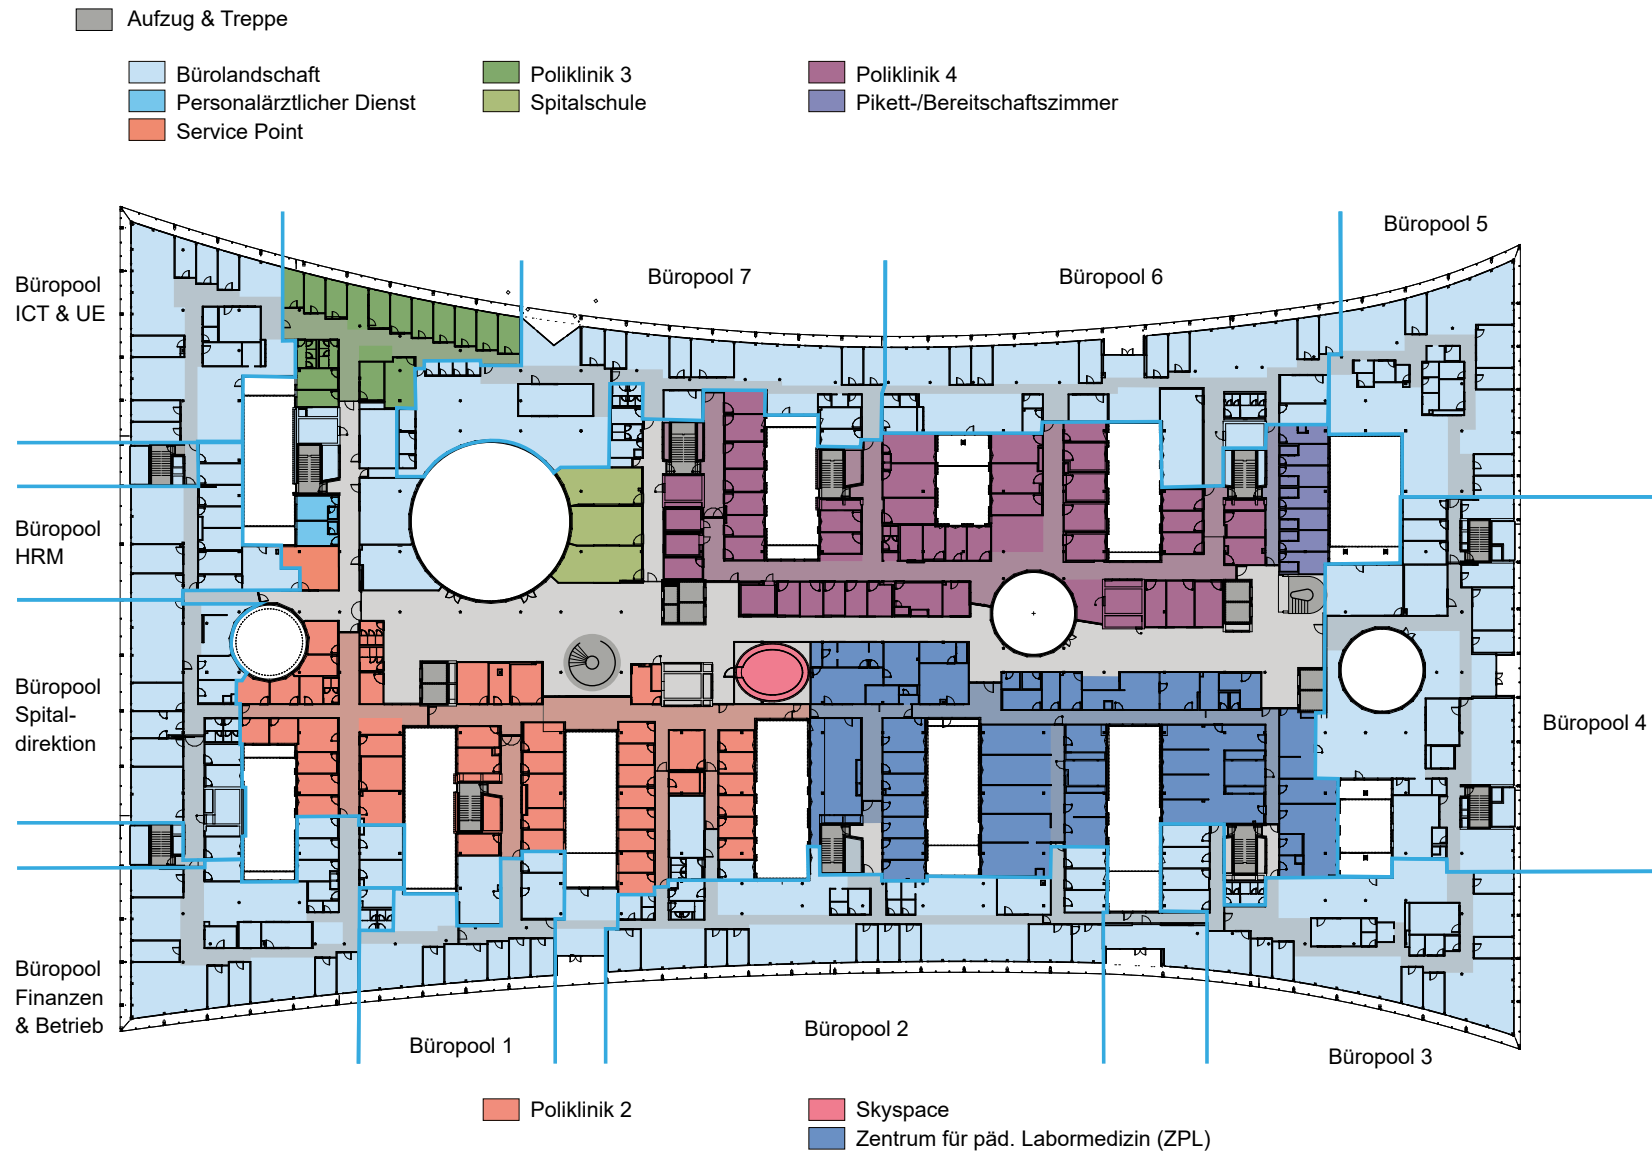 Aufzug & Treppe
Bürolandschaft
Personalärztlicher Dienst
Service Point
Poliklinik 3
Spitalschule
Poliklinik 4
Pikett-/Bereitschaftszimmer
Büropool 5
Büropool 7
Büropool 6
Büropool
ICT & UE
Büropool
HRM
Büropool
Spital-
direktion
Büropool 4
Büropool
Finanzen
& Betrieb
Büropool 1
Büropool 2
Büropool 3
Poliklinik 2
Skyspace
Zentrum für päd. Labormedizin (ZPL)